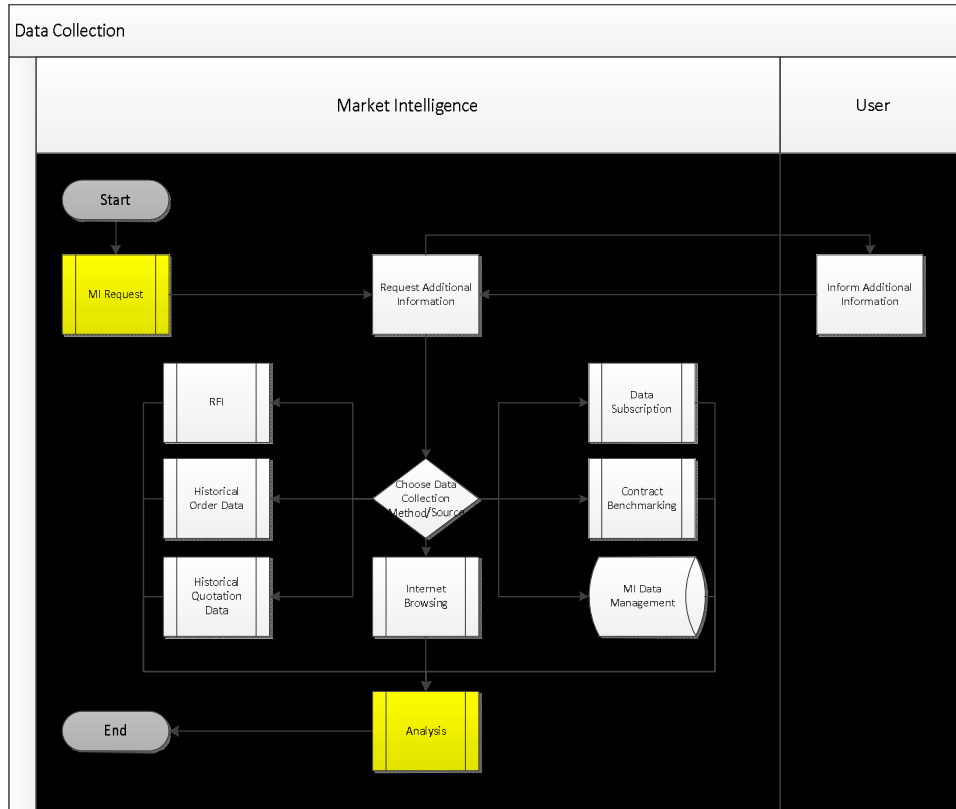 Data Collection
Market Intelligence
User
Start
MI Request
Request Additional
Information
Inform Additional
Information
RFI
Data
Subscription
Historical
Order Data
Choose Data
Collection
Method/Source
Contract
Benchmarking
Historical
Quotation
Data
Internet
Browsing
MI Data
Management
End
Analysis